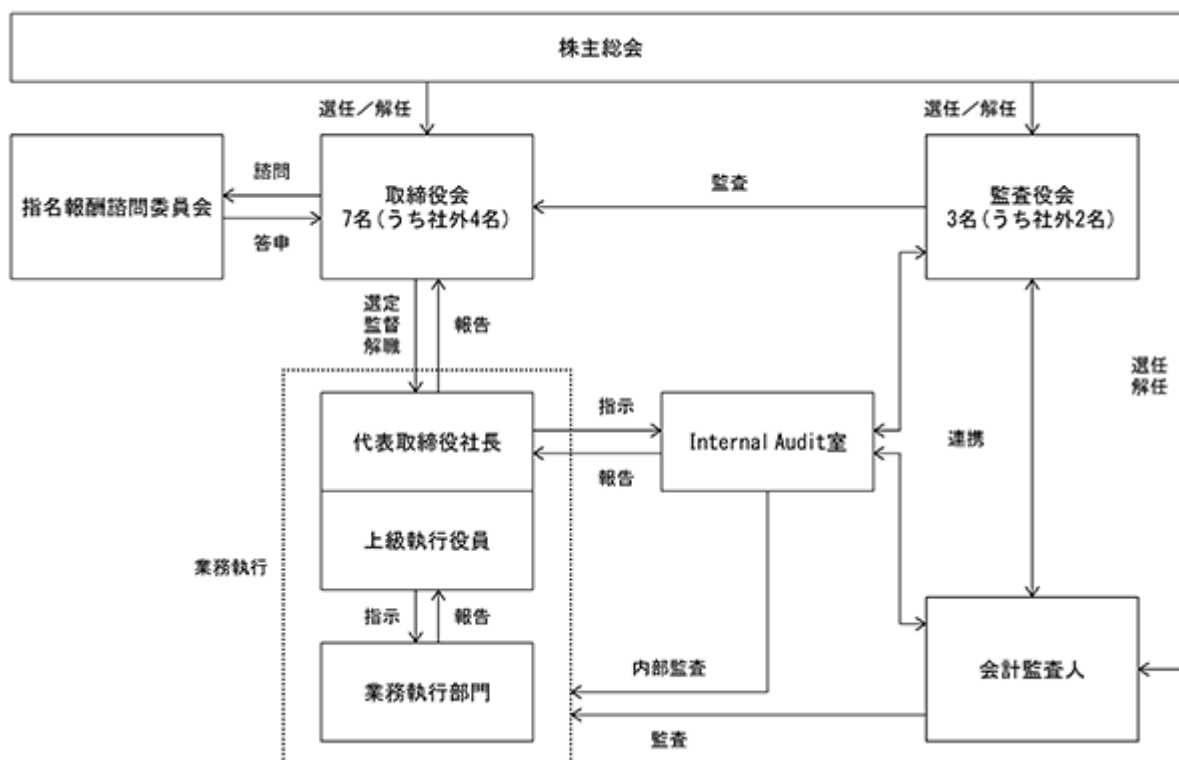 株主総会
選任／解任
選任／解任
指名報酬諮問委員会
諮問
答申
取締役会
7名(うち社外4名)
監査
監査役会
3名(うち社外2名)
選定
監督
解職
報告
選任
解任
代表取締役社長
指示
報告
Internal Audit室
連携
上級執行役員
業務執行
指示
報告
業務執行部門
内部監査
監査
会計監査人